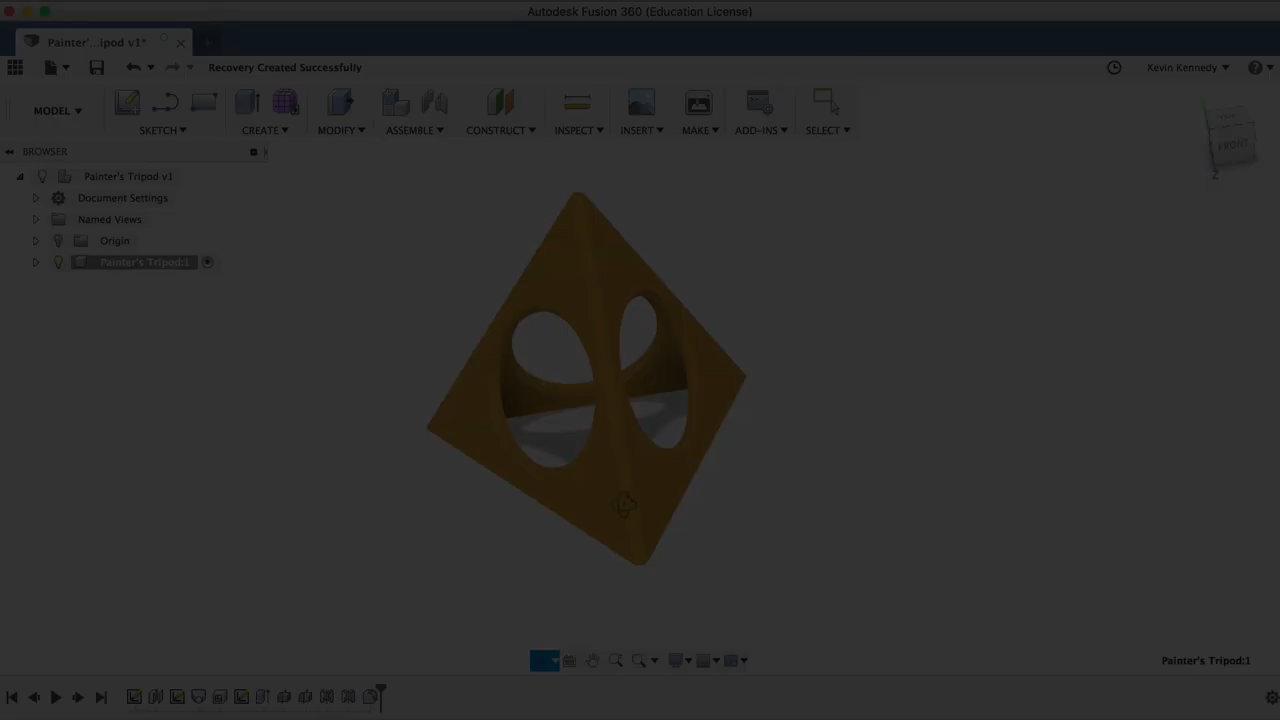 Autodesk Fusion 360 (Education License)
Painter'...ipod v1*
Recovery Created Successfully
Kevin Kennedy
MODEL
SKETCH
CREATE
MODIFY
ASSEMBLE
CONSTRUCT
INSPECT
INSERT
MAKE
ADD-INS
SELECT
BROWSER
FRONT
Z
Painter's Tripod v1
Document Settings
Named Views
Origin
Painter's Tripod:1
Painter's Tripod:1